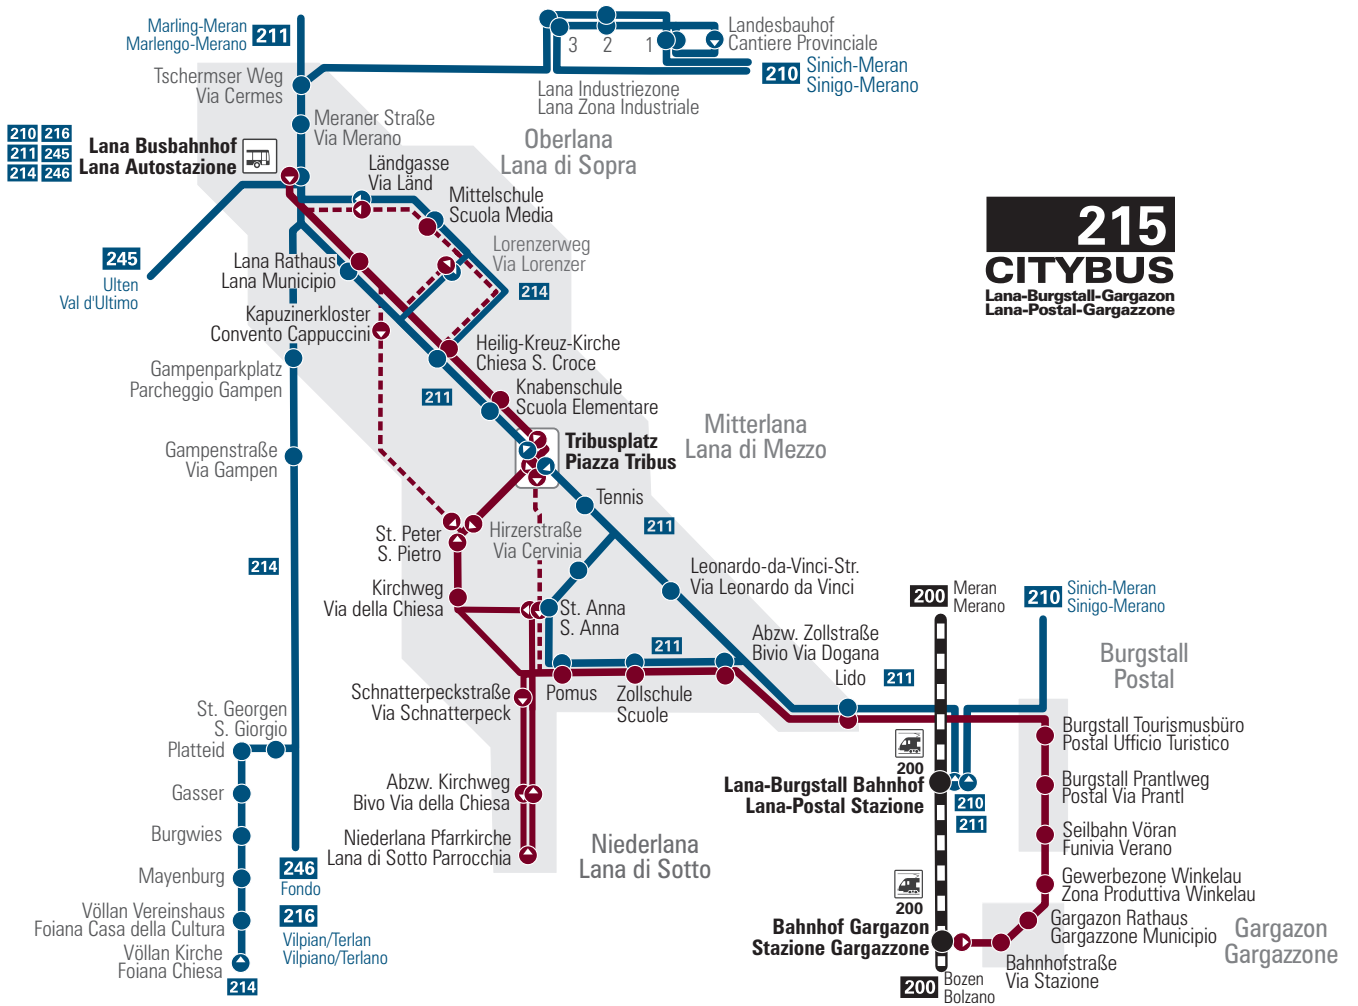 Marling-Meran
Marlengo-Merano
211
Tschermser Weg
Via Cermes
Meraner Straße
Via Merano
210 216
211 245
214 246
Lana Busbahnhof
Lana Autostazione
3 2 1
Landesbauhof
Cantiere Provinciale
210
Sinich-Meran
Sinigo-Merano
Lana Industriezone
Lana Zona Industriale
Oberlana
Lana di Sopra
Ländgasse
Via Länd
Mittelschule
Scuola Media
Lorenzerweg
Via Lorenzer
214
245
Ulten
Val d'Ultimo
Lana Rathaus
Lana Municipio
Kapuzinerkloster
Convento Cappuccini
215
CITYBUS
Lana-Burgstall-Gargazon
Lana-Postal-Gargazzone
Gampenparkplatz
Parcheggio Gampen
Heilig-Kreuz-Kirche
Chiesa S. Croce
211
Knabenschule
Scuola Elementare
Gampenstraße
Via Gampen
Tribusplatz
Piazza Tribus
Mitterlana
Lana di Mezzo
Tennis
211
St. Peter
S. Pietro
Hirzerstraße
Via Cervinia
214
Kirchweg
Via della Chiesa
St. Anna
S. Anna
Leonardo-da-Vinci-Str.
Via Leonardo da Vinci
200
Meran
Merano
210
Sinich-Meran
Sinigo-Merano
211
Abzw. Zollstraße
Bivio Via Dogana
Lido
211
Burgstall
Postal
Schnatterpeckstraße
Via Schnatterpeck
Pomus
Zollschule
Scuole
St. Georgen
S. Giorgio
Platteid
Gasser
Burgwies
Mayenburg
Völlan Vereinshaus
Foiana Casa della Cultura
Völlan Kirche
Foiana Chiesa
214
Abzw. Kirchweg
Bivo Via della Chiesa
Niederlana Pfarrkirche
Lana di Sotto Parrocchia
Niederlana
Lana di Sotto
246
Fondo
216
Vilpian/Terlan
Vilpiano/Terlano
200
Lana-Burgstall Bahnhof
Lana-Postal Stazione
210
211
Burgstall Tourismusbüro
Postal Ufficio Turistico
Burgstall Prantlweg
Postal Via Prantl
Seilbahn Vöran
Funivia Verano
Gewerbezone Winkelau
Zona Produttiva Winkelau
200
Bahnhof Gargazon
Stazione Gargazzone
Gargazon Rathaus
Gargazzone Municipio
Bahnhofstraße
Via Stazione
Gargazon
Gargazzone
200
Bozen
Bolzano